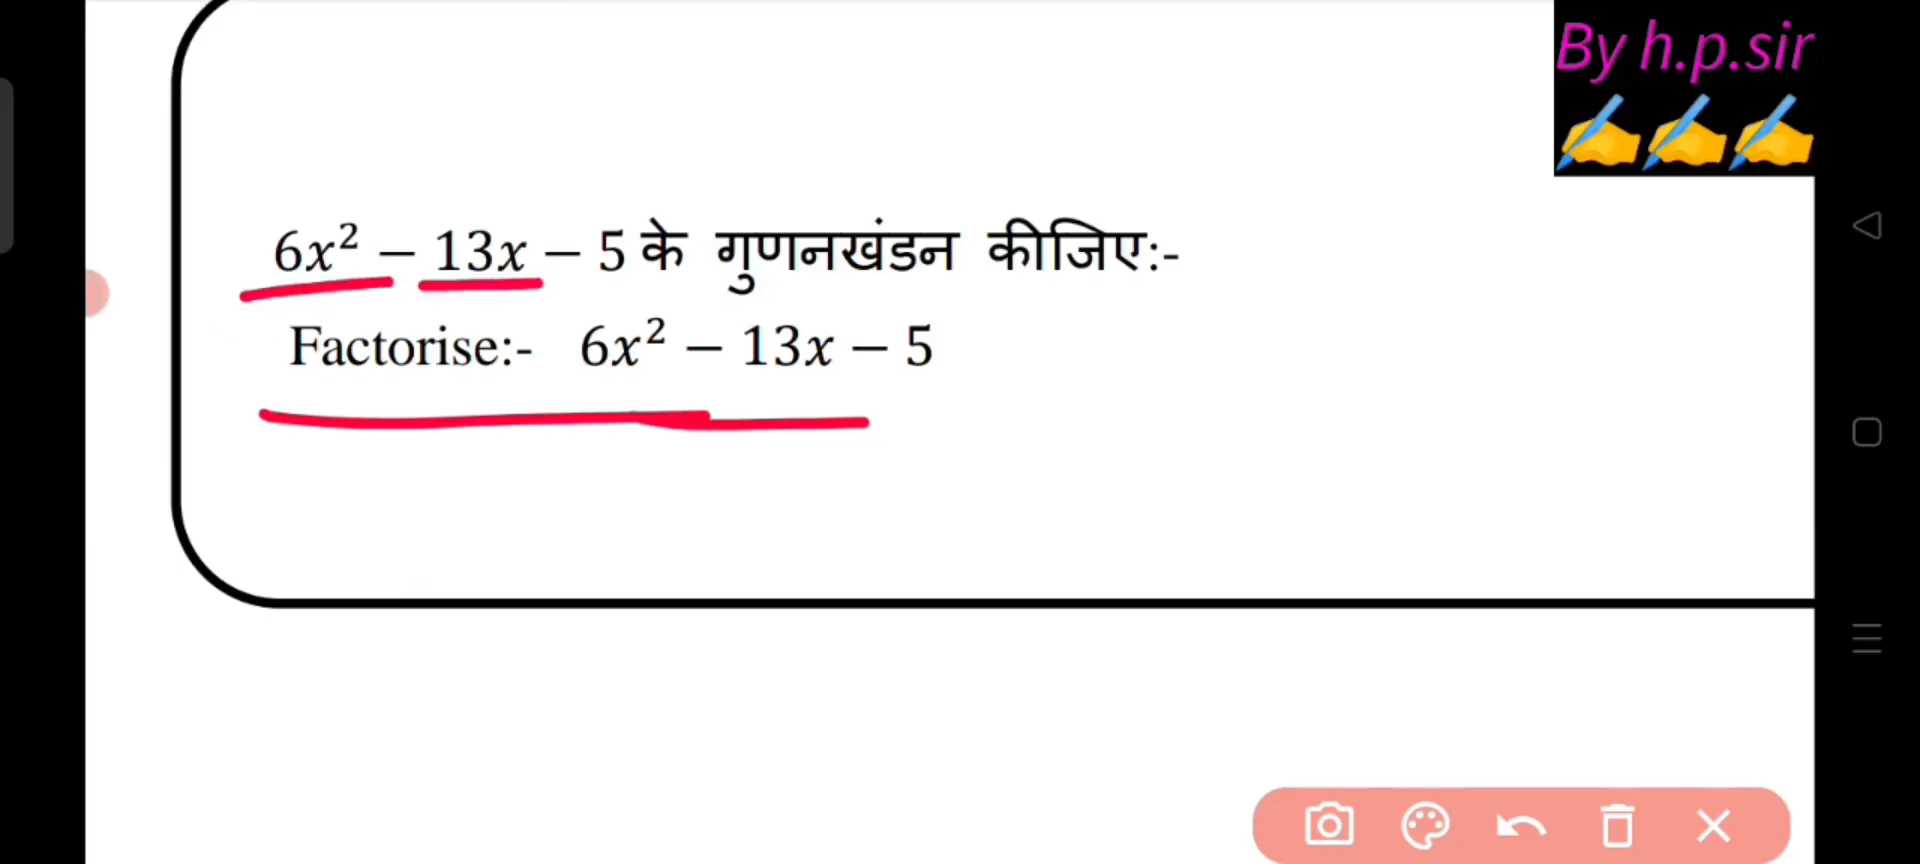 By h.p.sir
6x² – 13x – 5 के गुणनखंडन कीजिए:-
Factorise:- 6x² – 13x – 5